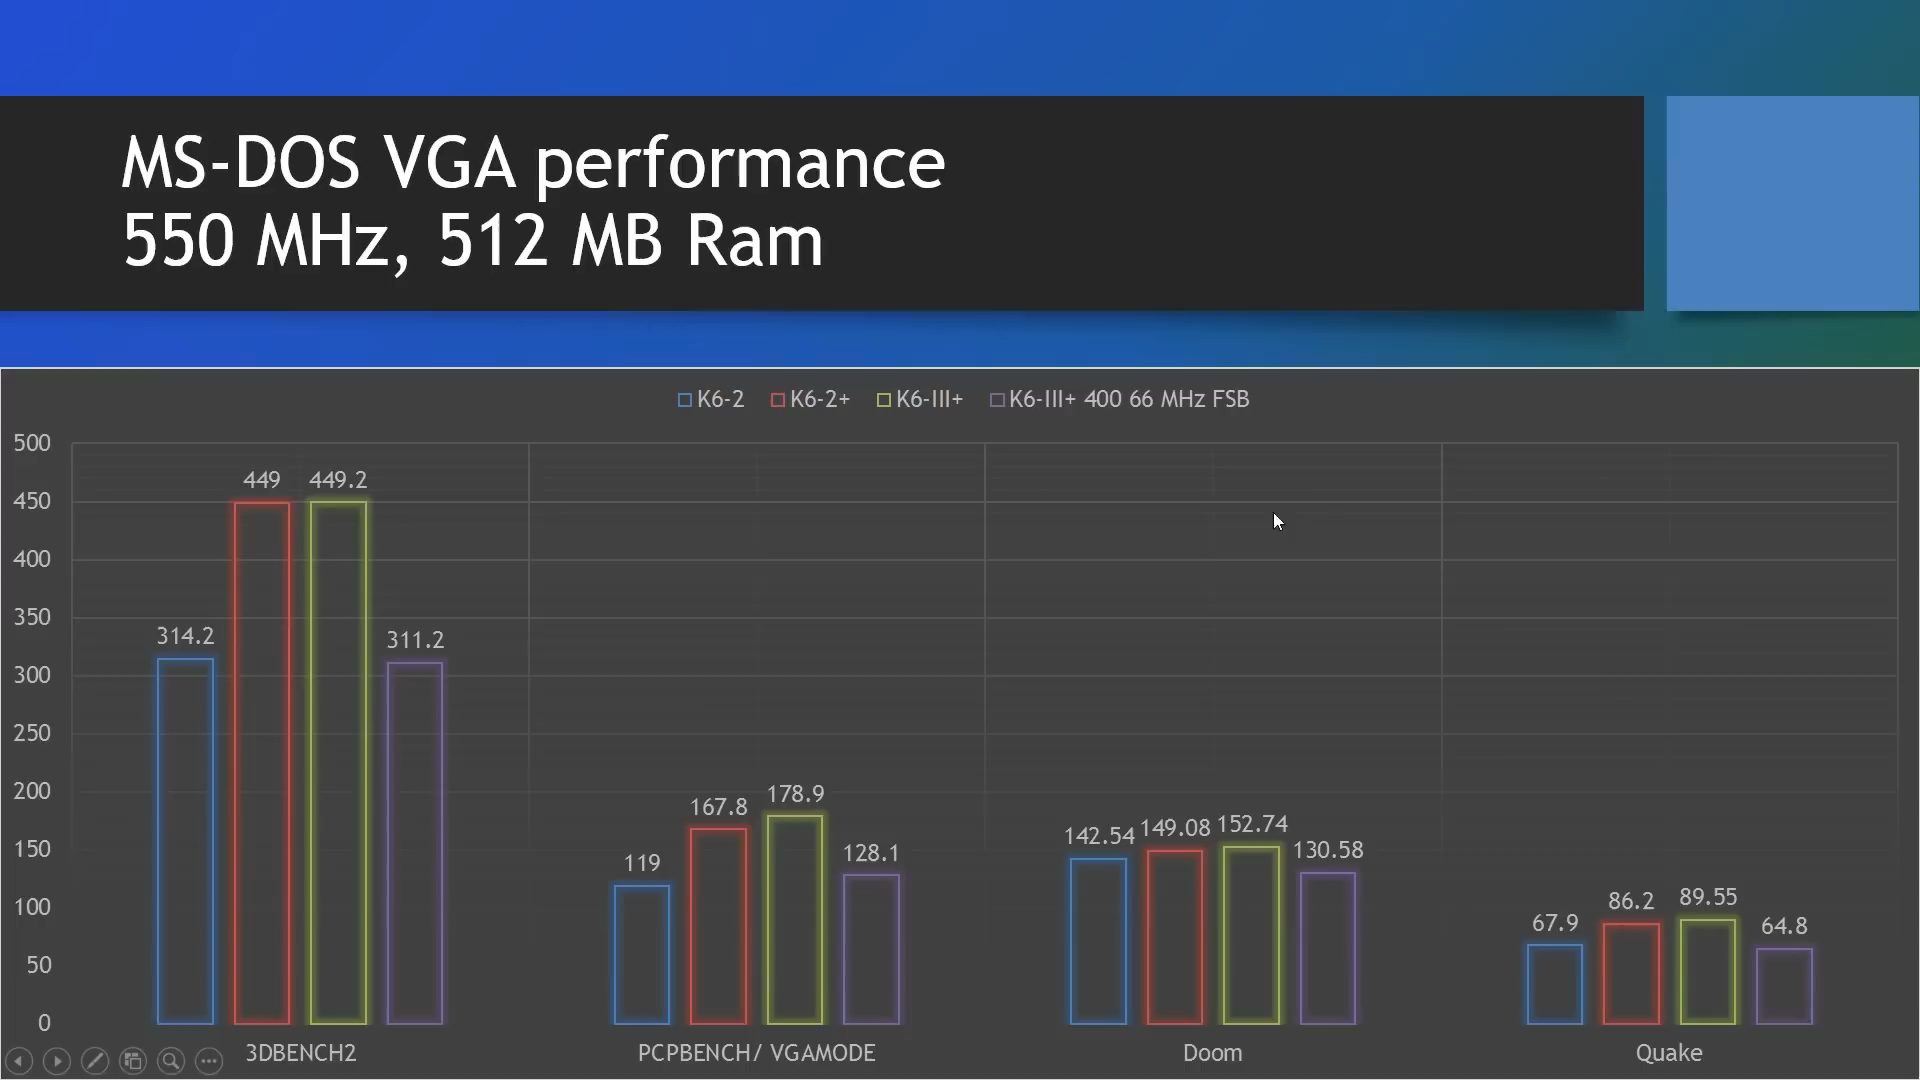 MS-DOS VGA performance
550 MHz, 512 MB Ram
K6-2 K6-2+ K6-III+ K6-III+ 400 66 MHz FSB
500
450
400
350
300
250
200
150
100
50
0
314.2 449 449.2 311.2
119 167.8 178.9 128.1
142.54 149.08 152.74 130.58
67.9 86.2 89.55 64.8
3DBENCH2 PCPBENCH/ VGAMODE Doom Quake